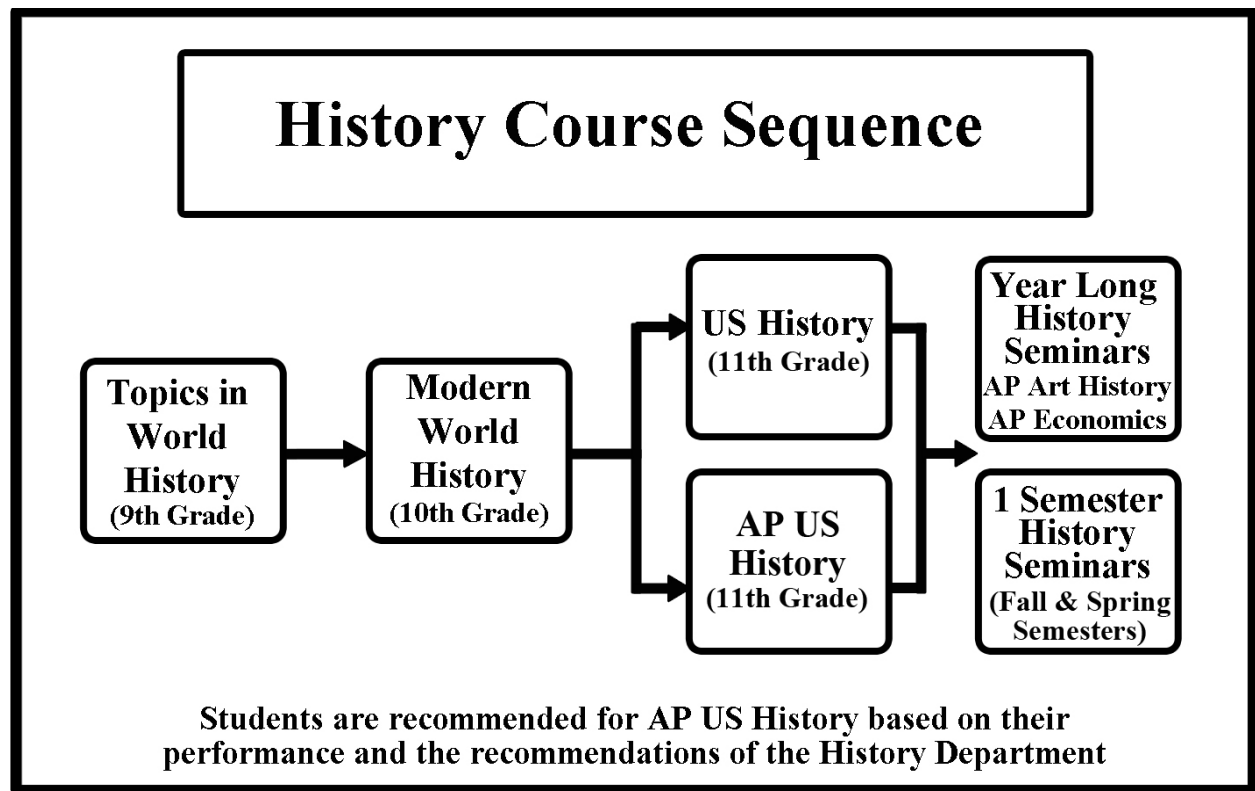 History Course Sequence
Topics in
World
History
(9th Grade)
Modern
World
History
(10th Grade)
US History
(11th Grade)
AP US
History
(11th Grade)
Year Long
History
Seminars
AP Art History
AP Economics
1 Semester
History
Seminars
(Fall & Spring
Semesters)
Students are recommended for AP US History based on their
performance and the recommendations of the History Department